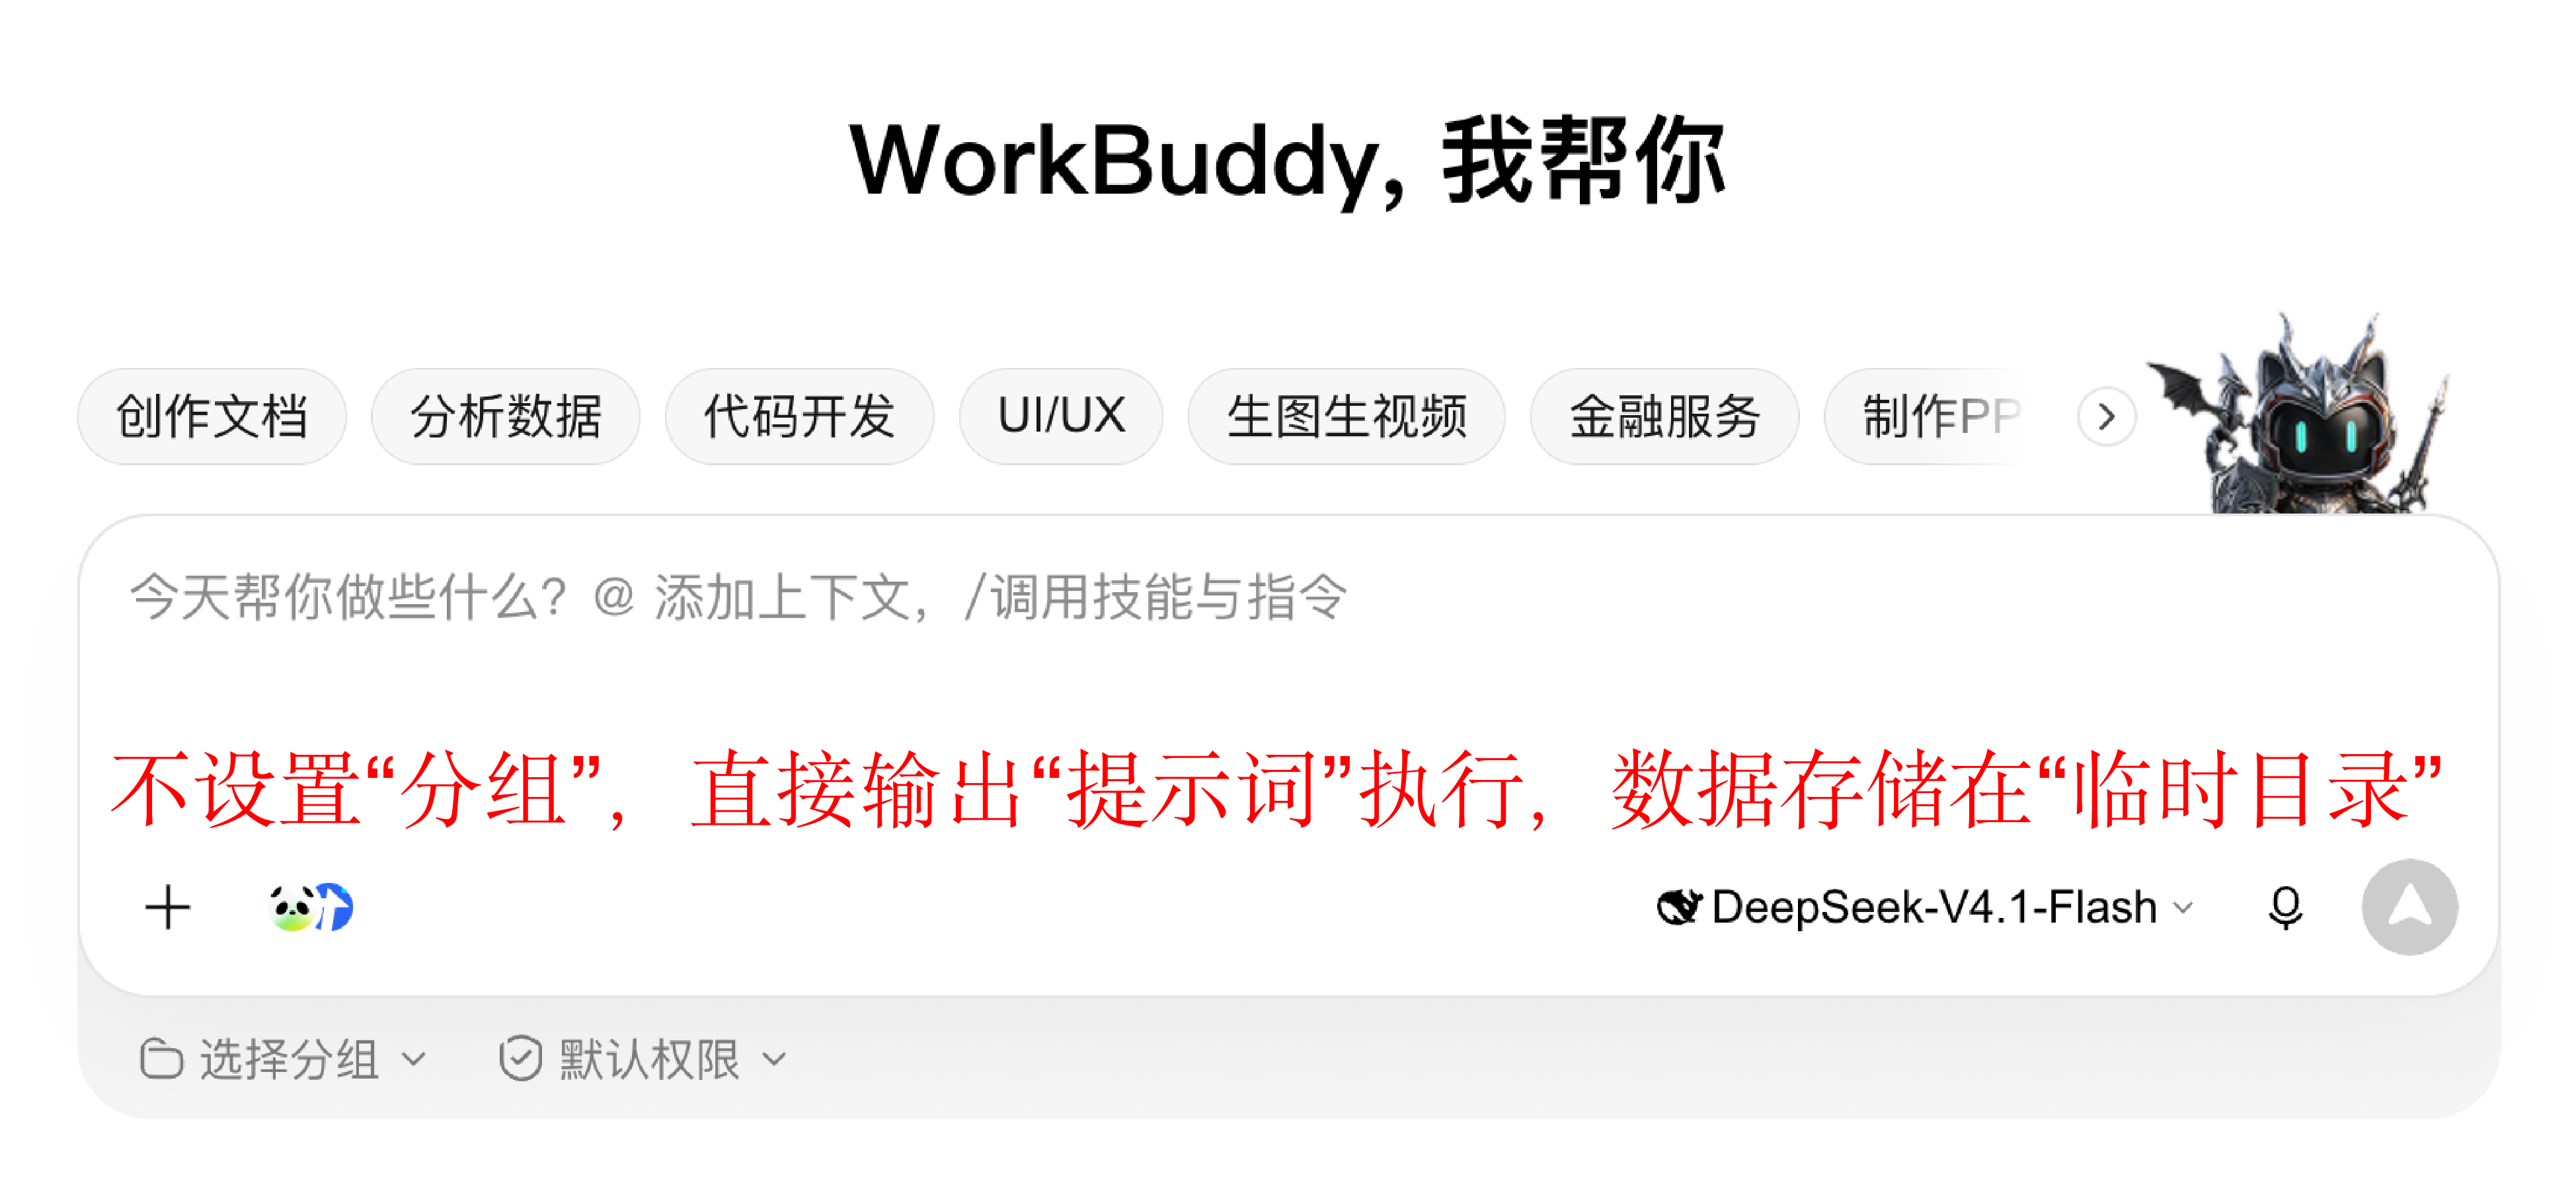 WorkBuddy, 我帮你
创作文档 分析数据 代码开发 UI/UX 生图生视频 金融服务 制作PP
今天帮你做些什么？@ 添加上下文，/调用技能与指令
不设置“分组”，直接输出“提示词”执行，数据存储在“临时目录”
DeepSeek-V4.1-Flash
选择分组 默认权限